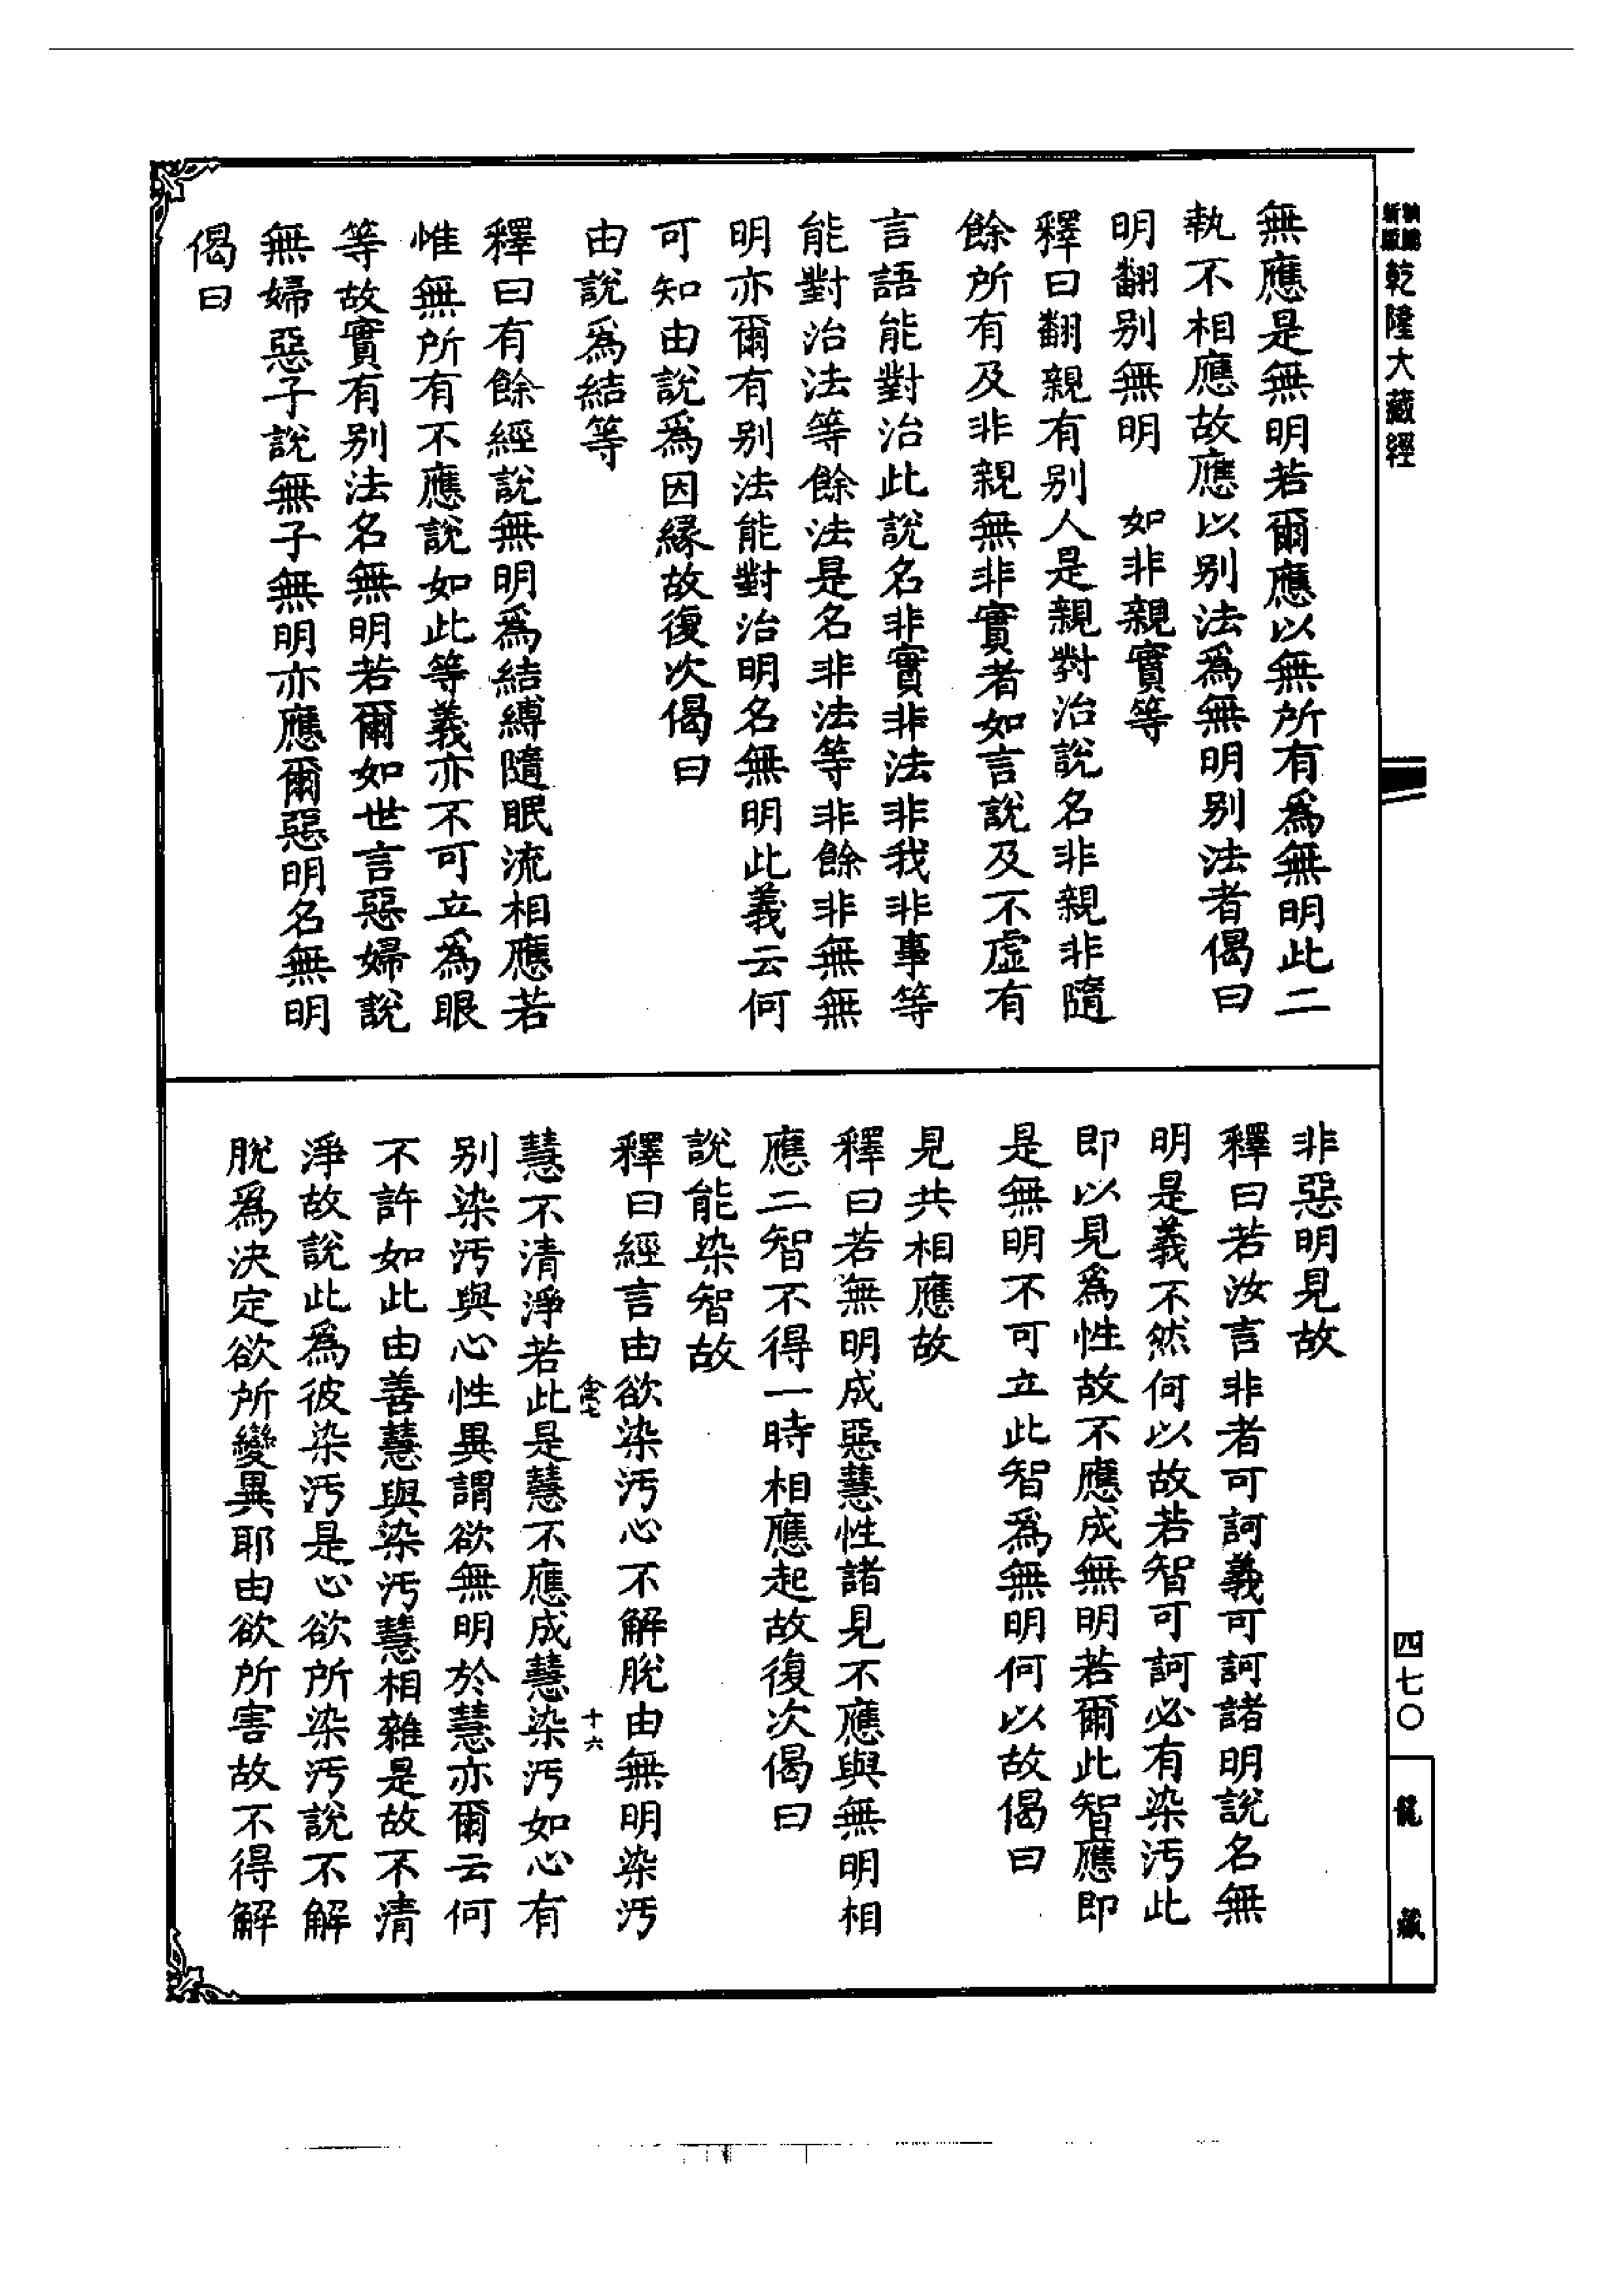 乾隆大藏經
無應是無明若爾應以無所有爲無明此二
執不相應故應以别法爲無明别法者偈曰
明翻别無明　如非親實等
釋曰翻親有别人是親對治說名非親非隨
餘所有及非親無非實者如言說及不虛有
言語能對治此說名非實非法非我非事等
能對治法等餘法是名非法等非餘非無無
明亦爾有别法能對治明名無明此義云何
可知由說爲因緣故復次偈曰
由說爲結等
釋曰有餘經說無明爲結縛隨眠流相應若
惟無所有不應說如此等義亦不可立爲眼
等故實有别法名無明若爾如世言惡婦說
無婦惡子說無子無明亦應爾惡明名無明
偈曰
非惡明見故
釋曰若汝言非者可訶義可訶諸明說名無
明是義不然何以故若智可訶必有染汚此
即以見爲性故不應成無明若爾此智應即
是無明不可立此智爲無明何以故偈曰
見共相應故
釋曰若無明成惡慧性諸見不應與無明相
應二智不得一時相應起故復次偈曰
說能染智故
釋曰經言由欲染汚心不解脫由無明染汚
十六
慧不清淨若此是慧不應成慧染汚如心有
别染汚與心性異謂欲無明於慧亦爾云何
不許如此由善慧與染汚慧相雜是故不清
淨故說此爲彼染汚是心欲所染汚說不解
脫爲決定欲所變異耶由欲所害故不得解
四七〇
龍藏